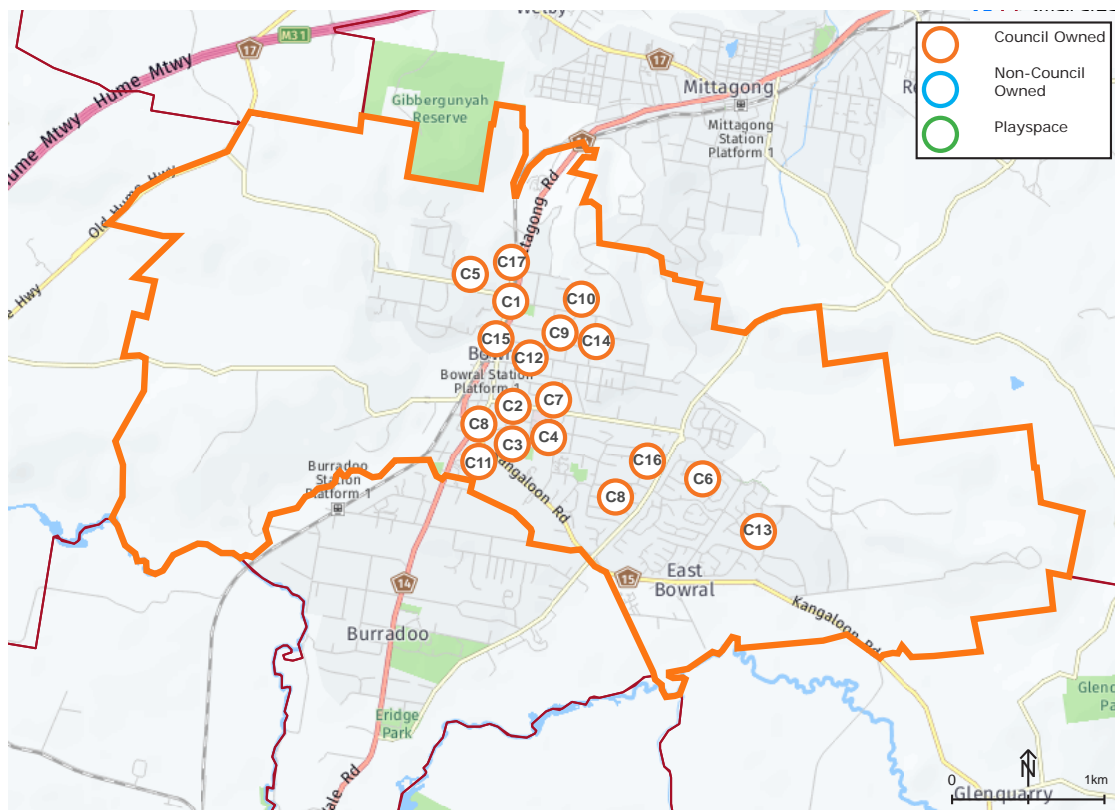 Welby
M31
17
Hume Mtwy
Hume Mtwy
17
Gibbergunyah
Reserve
Mittagong
Mittagong
Station
Platform 1
Council Owned
Non-Council
Owned
Playspace
Old Hume Hwy
Hwy
Mittagong Rd
C17
C5
C1
C10
C15
C9
C14
C12
Bowral Station
Platform 1
C7
C2
C8
C4
C3
C11
C16
C6
C8
C13
Kangaloon Rd
Burradoo
Station
Platform 1
15
East
Bowral
14
Kangaloon Rd
Burradoo
Eridge
Park
Rd
N
0
1km
Glenquarry